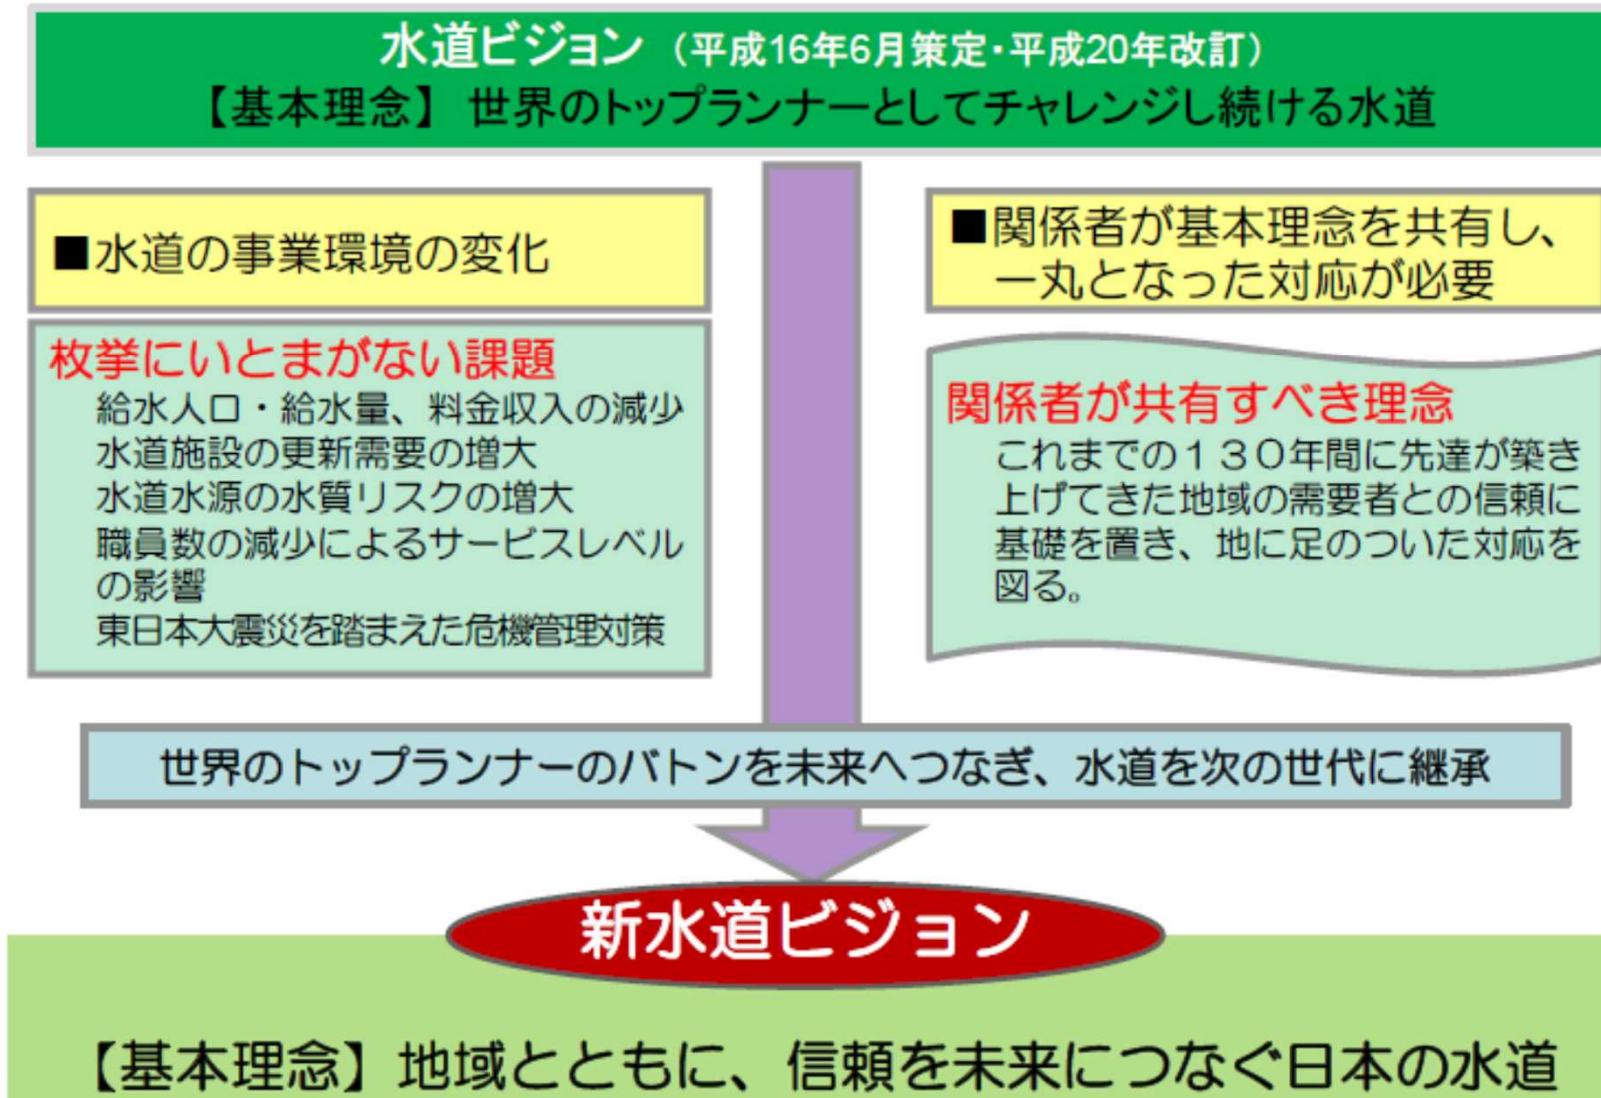 水道ビジョン（平成16年6月策定・平成20年改訂）
【基本理念】 世界のトップランナーとしてチャレンジし続ける水道
■水道の事業環境の変化
枚挙にいとまがない課題
給水人口・給水量、料金収入の減少
水道施設の更新需要の増大
水道水源の水質リスクの増大
職員数の減少によるサービスレベル
の影響
東日本大震災を踏まえた危機管理対策
■関係者が基本理念を共有し、
一丸となった対応が必要
関係者が共有すべき理念
これまでの１３０年間に先達が築き
上げてきた地域の需要者との信頼に
基礎を置き、地に足のついた対応を
図る。
世界のトップランナーのバトンを未来へつなぎ、水道を次の世代に継承
新水道ビジョン
【基本理念】地域とともに、信頼を未来につなぐ日本の水道